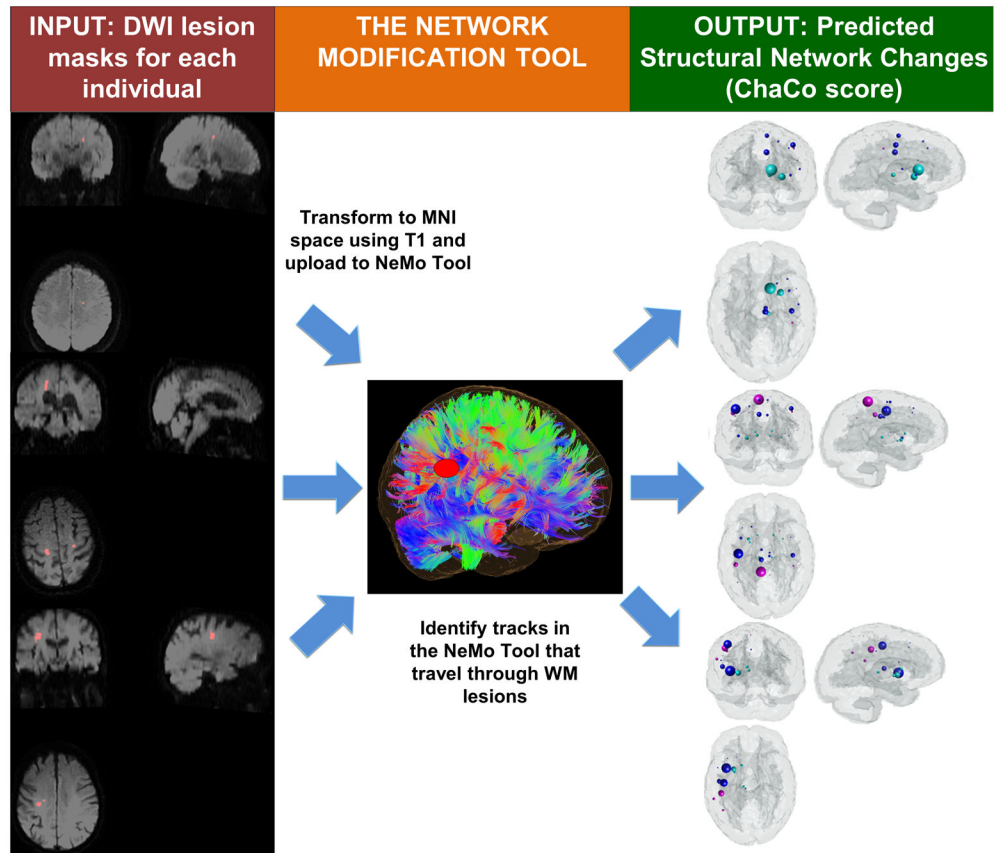 INPUT: DWI lesion
masks for each
individual
THE NETWORK
MODIFICATION TOOL
OUTPUT: Predicted
Structural Network Changes
(ChaCo score)
Transform to MNI
space using T1 and
upload to NeMo Tool
Identify tracks in
the NeMo Tool that
travel through WM
lesions